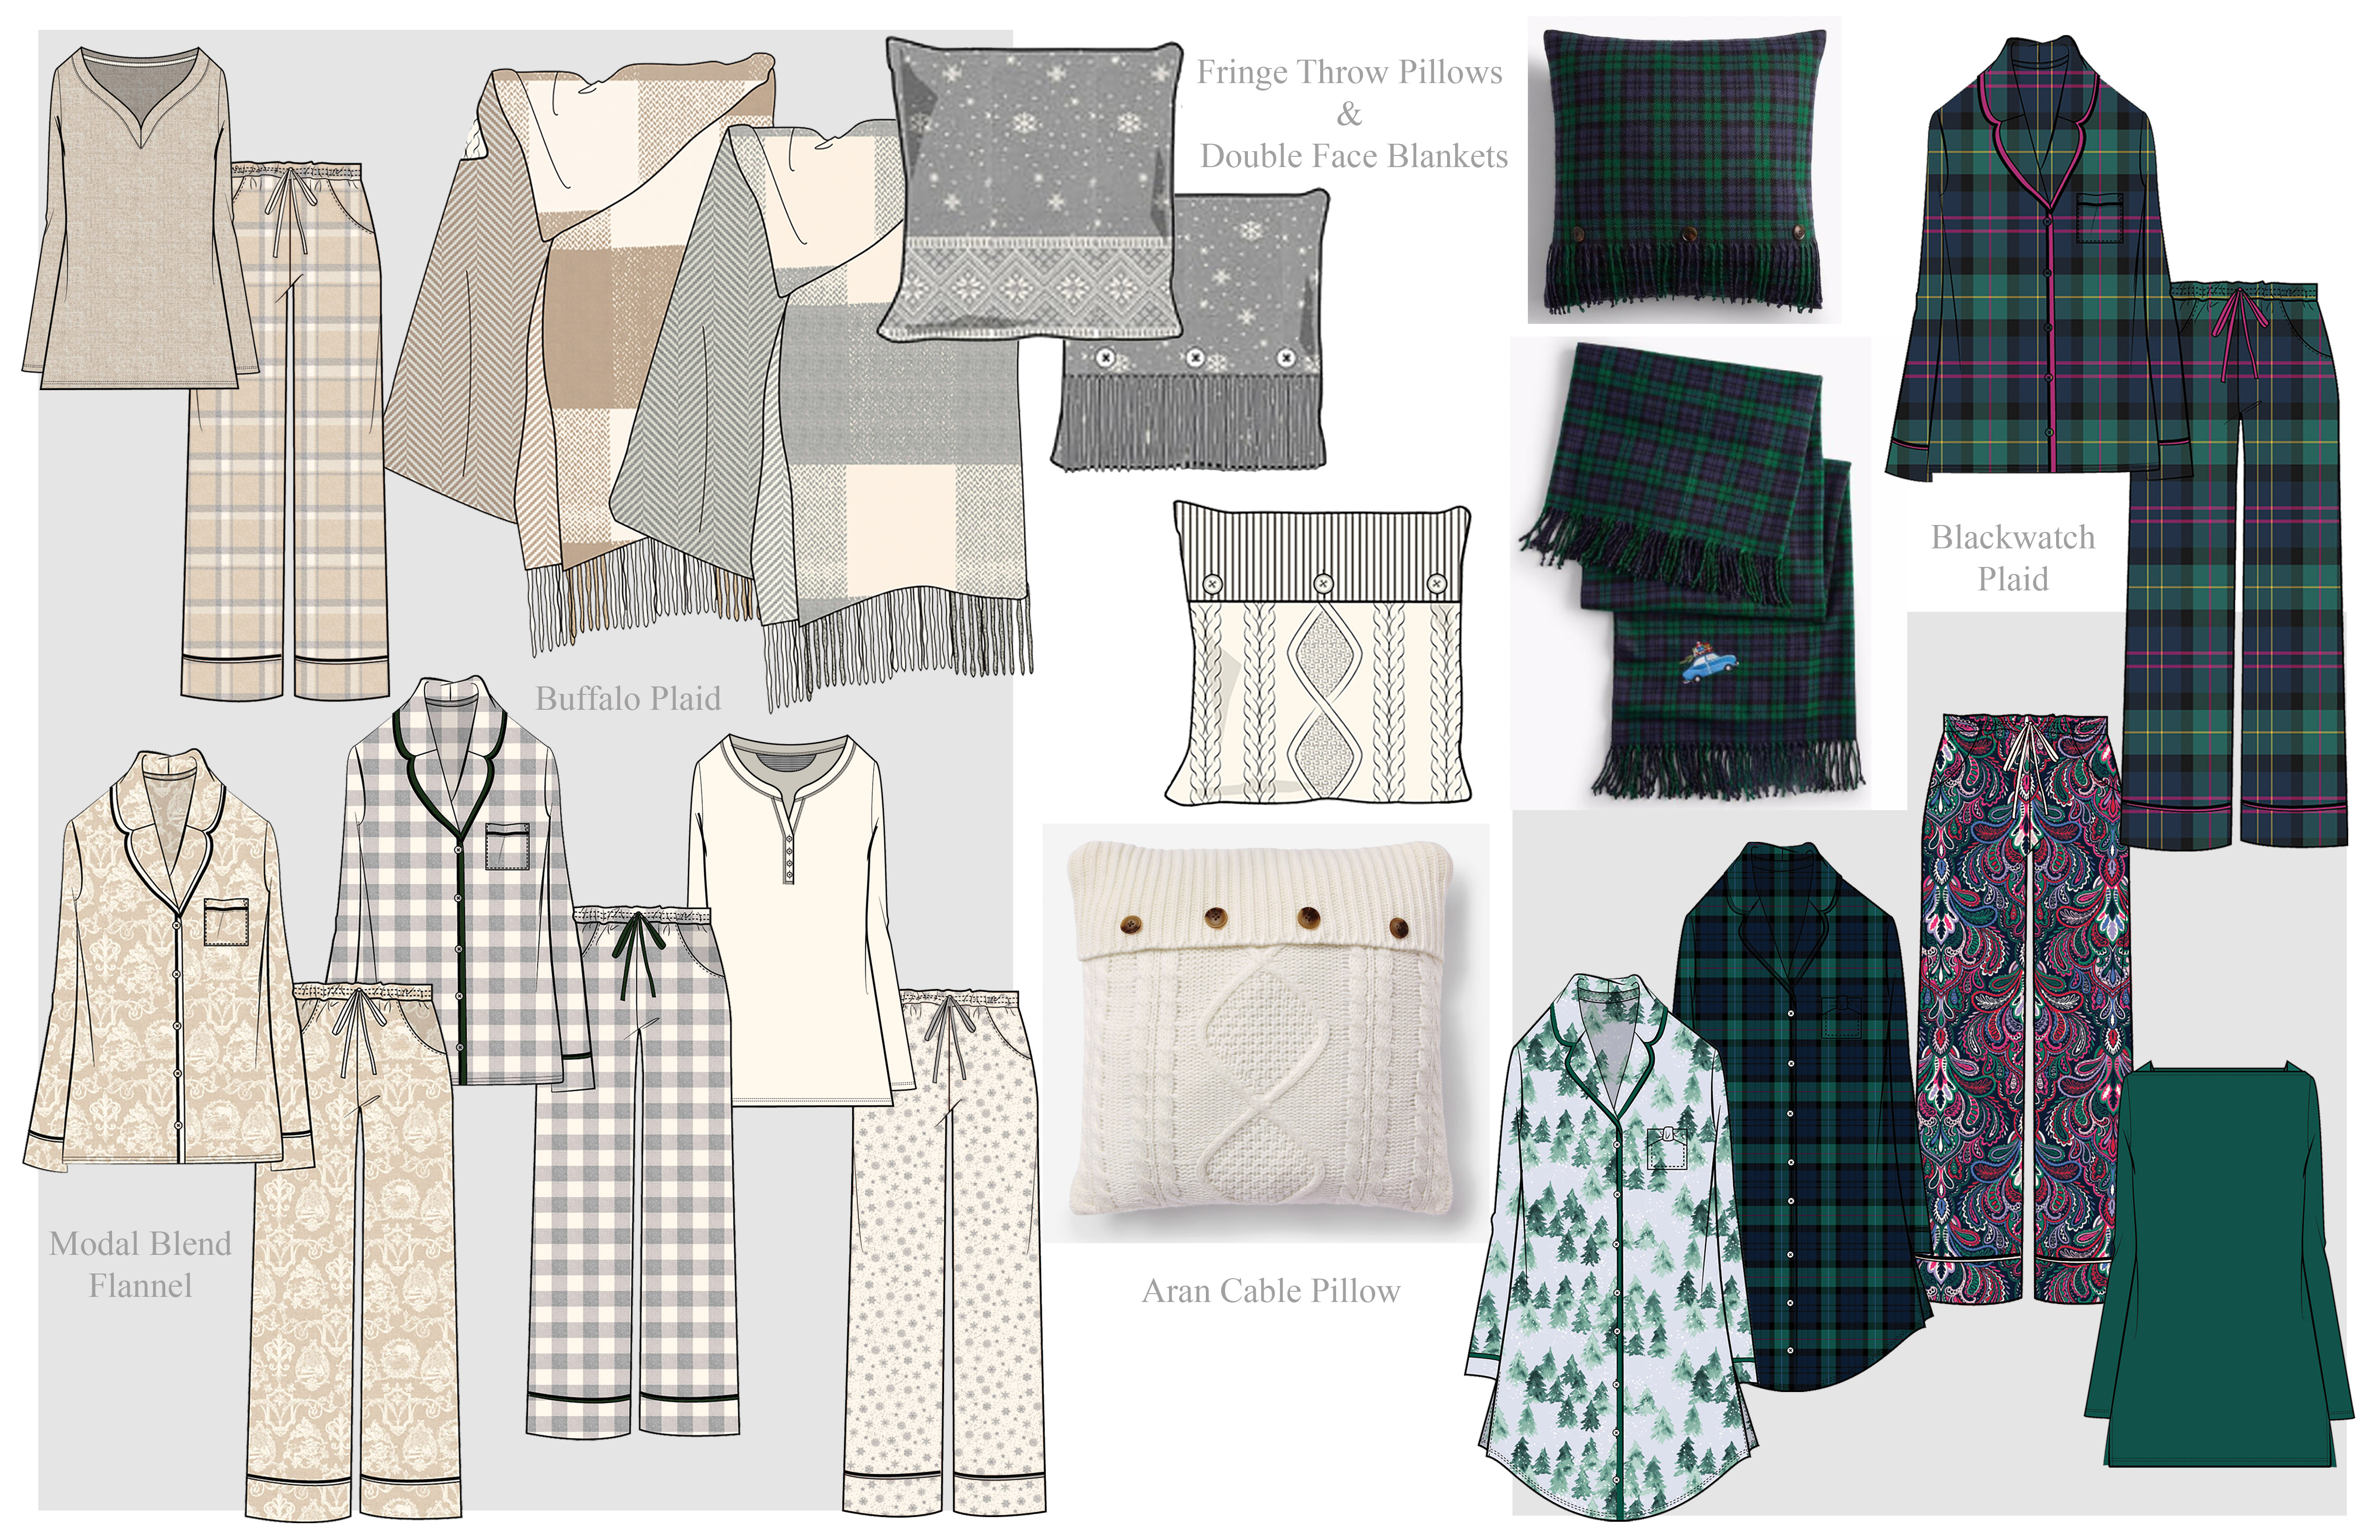 Fringe Throw Pillows
&
Double Face Blankets
Blackwatch
Plaid
Buffalo Plaid
Modal Blend
Flannel
Aran Cable Pillow